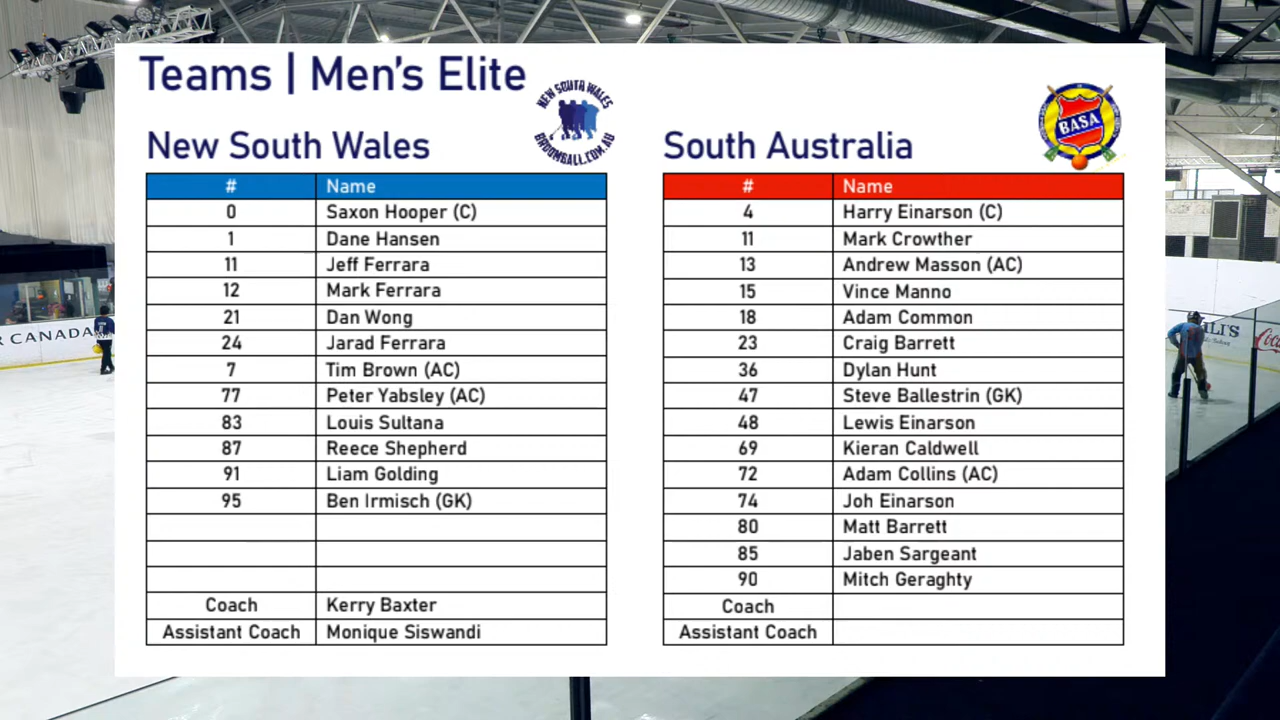 Teams | Men's Elite
NEW SOUTH WALES
BROOMBALL.COM.AU
New South Wales
# Name
0 Saxon Hooper (C)
1 Dane Hansen
11 Jeff Ferrara
12 Mark Ferrara
21 Dan Wong
24 Jarad Ferrara
7 Tim Brown (AC)
77 Peter Yabsley (AC)
83 Louis Sultana
87 Reece Shepherd
91 Liam Golding
95 Ben Irmisch (GK)
Coach Kerry Baxter
Assistant Coach Monique Siswandi
BASA
South Australia
# Name
4 Harry Einarson (C)
11 Mark Crowther
13 Andrew Masson (AC)
15 Vince Manno
18 Adam Common
23 Craig Barrett
36 Dylan Hunt
47 Steve Ballestrin (GK)
48 Lewis Einarson
69 Kieran Caldwell
72 Adam Collins (AC)
74 Joh Einarson
80 Matt Barrett
85 Jaben Sargeant
90 Mitch Geraghty
Coach
Assistant Coach
R CANADA
ILI'S